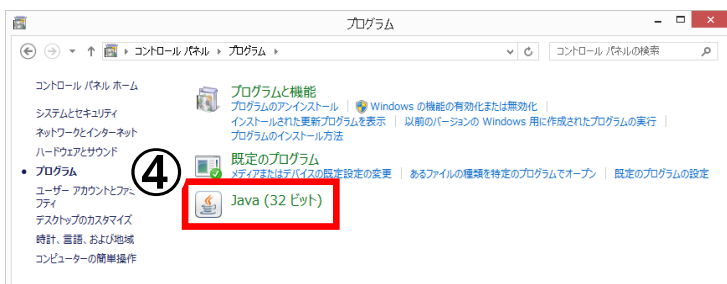 プログラム
コントロール パネル プログラム
コントロール パネルの検索
コントロール パネル ホーム
システムとセキュリティ
ネットワークとインターネット
ハードウェアとサウンド
プログラム
ユーザー アカウントとファミ
フティ
デスクトップのカスタマイズ
時計、言語、および地域
コンピューターの簡単操作
プログラムと機能
プログラムのアンインストール Windows の機能の有効化または無効化
インストールされた更新プログラムを表示 以前のバージョンの Windows 用に作成されたプログラムの実行
プログラムのインストール方法
既定のプログラム
メディアまたはデバイスの既定設定の変更 あるファイルの種類を特定のプログラムでオープン 既定のプログラムの設定
④
Java (32 ビット)